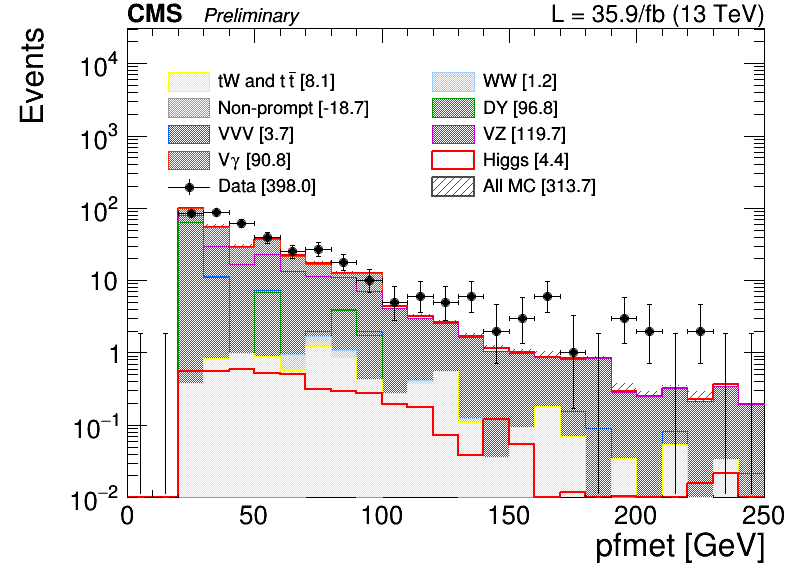 CMS Preliminary L = 35.9/fb (13 TeV)
Events
10⁴
10³
10²
10
1
10⁻¹
10⁻²
tW and t t̄ [8.1]
Non-prompt [-18.7]
VVV [3.7]
Vγ [90.8]
Data [398.0]
WW [1.2]
DY [96.8]
VZ [119.7]
Higgs [4.4]
All MC [313.7]
0 50 100 150 200 250
pfmet [GeV]